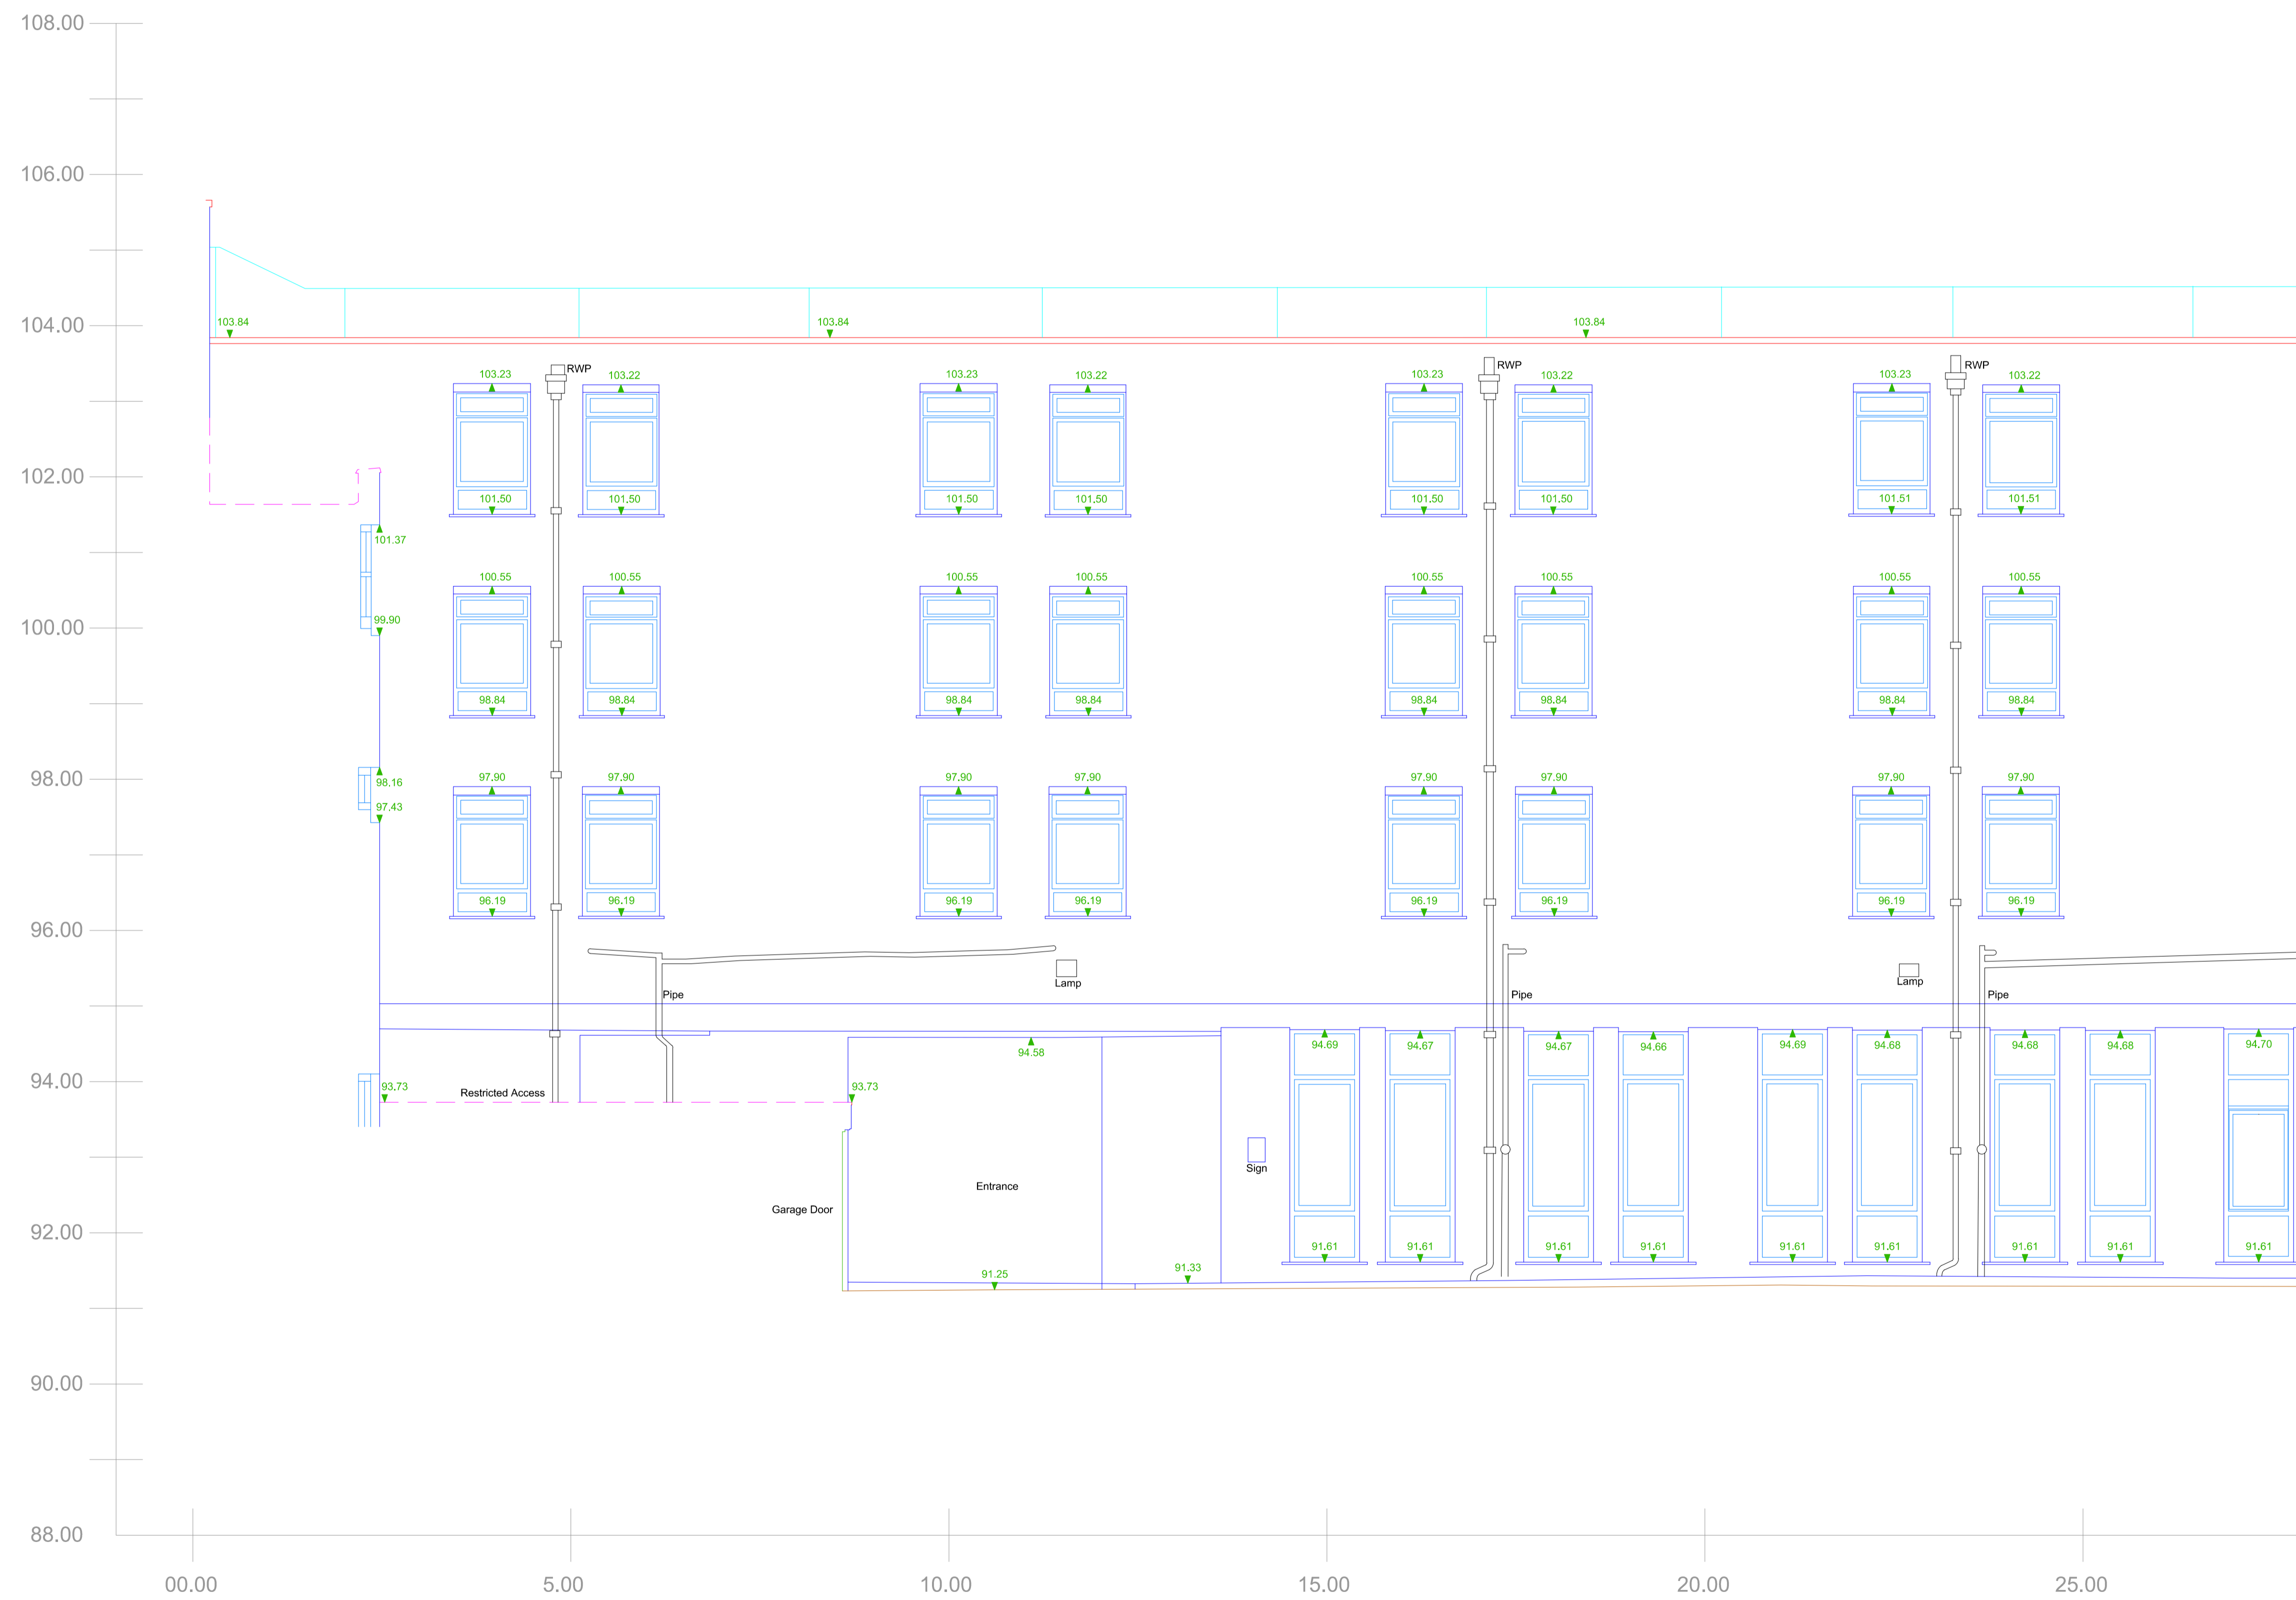 108.00
106.00
104.00
102.00
100.00
98.00
96.00
94.00
92.00
90.00
88.00
00.00 5.00 10.00 15.00 20.00 25.00
103.84 103.84 103.84
RWP RWP RWP
103.23 103.22 103.23 103.22 103.23 103.22 103.23 103.22
101.50 101.50 101.50 101.50 101.50 101.50 101.51 101.51
101.37
100.55 100.55 100.55 100.55 100.55 100.55 100.55 100.55
99.90
98.84 98.84 98.84 98.84 98.84 98.84 98.84 98.84
98.16
97.90 97.90 97.90 97.90 97.90 97.90 97.90 97.90
97.43
96.19 96.19 96.19 96.19 96.19 96.19 96.19 96.19
Lamp Lamp
Pipe Pipe Pipe
94.58 94.69 94.67 94.67 94.66 94.69 94.68 94.68 94.68 94.70
93.73 Restricted Access 93.73
Sign
Entrance
Garage Door
91.61 91.61 91.61 91.61 91.61 91.61 91.61 91.61 91.61
91.25 91.33